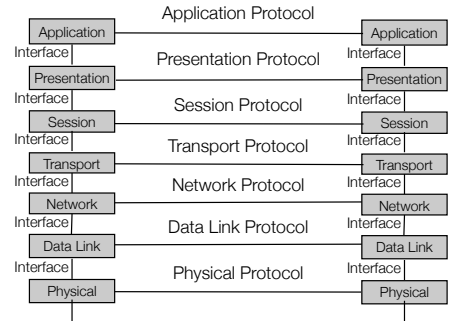 Application Protocol
Application Application
Interface Interface
Presentation Protocol
Presentation Presentation
Interface Interface
Session Protocol
Session Session
Interface Interface
Transport Protocol
Transport Transport
Interface Interface
Network Protocol
Network Network
Interface Interface
Data Link Protocol
Data Link Data Link
Interface Interface
Physical Protocol
Physical Physical